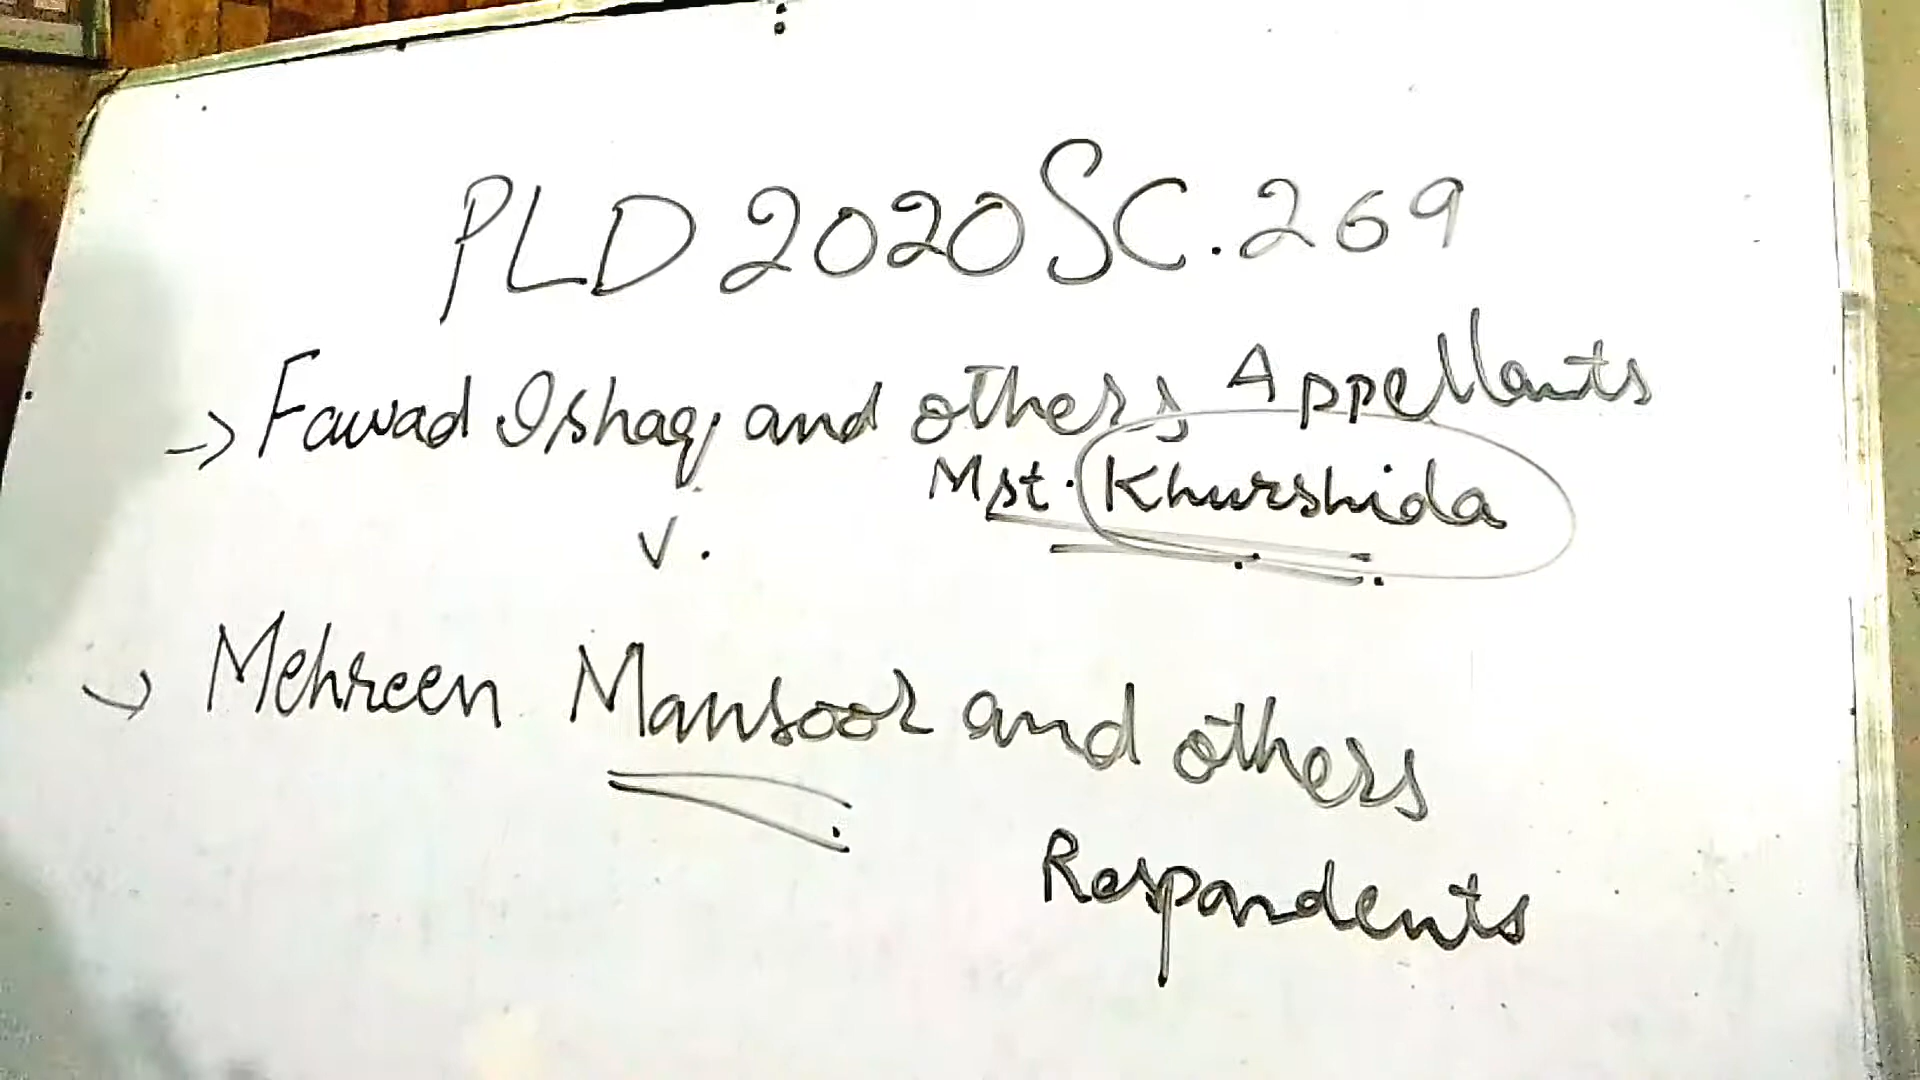 PLD 2020 SC. 269
→ Fawad Ishaq and others Appellants
Mst. Khurshida
V.
→ Mehreen Mansoor and others
Respondents